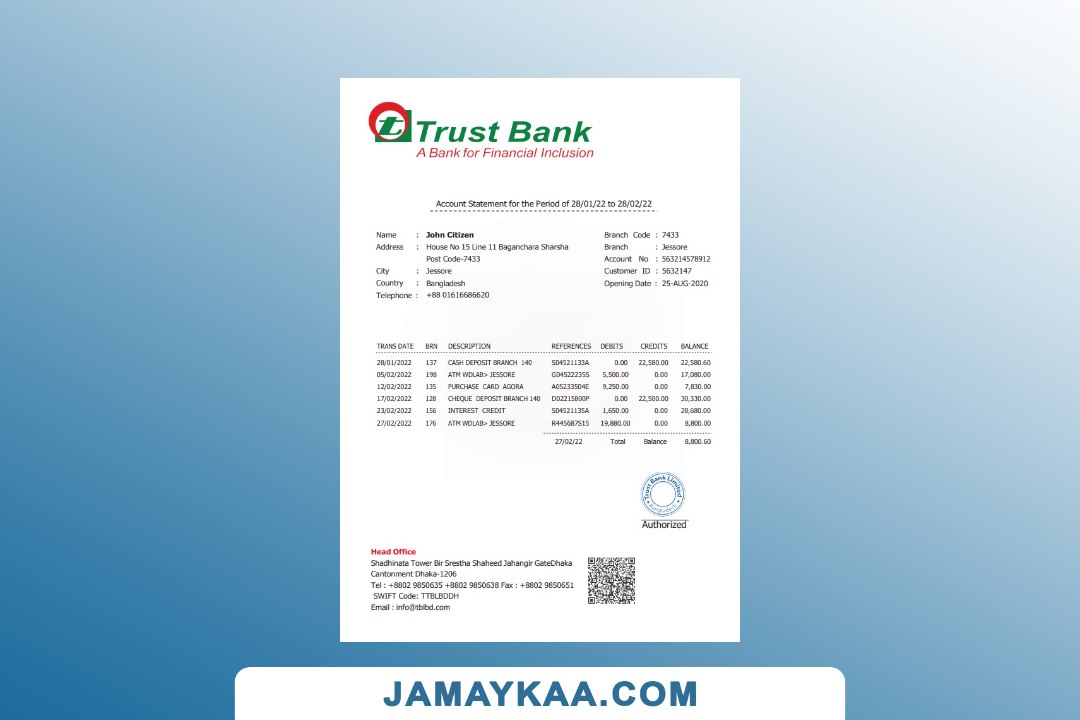 t Trust Bank
A Bank for Financial Inclusion
Account Statement for the Period of 28/01/22 to 28/02/22
Name : John Citizen
Address : House No 15 Line 11 Baganchara Sharsha
Post Code-7433
City : Jessore
Country : Bangladesh
Telephone : +88 01616686620
Branch Code : 7433
Branch : Jessore
Account No : 563214578912
Customer ID : 5632147
Opening Date : 25-AUG-2020
TRANS DATE BRN DESCRIPTION REFERENCES DEBITS CREDITS BALANCE
28/01/2022 137 CASH DEPOSIT BRANCH 140 S04521133A 0.00 22,580.00 22,580.60
05/02/2022 198 ATM WDLAB> JESSORE G04522235S 5,500.00 0.00 17,080.00
12/02/2022 135 PURCHASE CARD AGORA A05233504E 9,250.00 0.00 7,830.00
17/02/2022 128 CHEQUE DEPOSIT BRANCH 140 D02215800P 0.00 22,500.00 30,330.00
23/02/2022 156 INTEREST CREDIT S04521135A 1,650.00 0.00 28,680.00
27/02/2022 176 ATM WDLAB> JESSORE R445687S15 19,880.00 0.00 8,800.00
27/02/22 Total Balance 8,800.60
Trust Bank Limited
Bangladesh
Authorized
Head Office
Shadhinata Tower Bir Srestha Shaheed Jahangir GateDhaka
Cantonment Dhaka-1206
Tel : +8802 9850635 +8802 9850638 Fax : +8802 9850651
SWIFT Code: TTBLBDDH
Email : info@tblbd.com
JAMAYKAA.COM